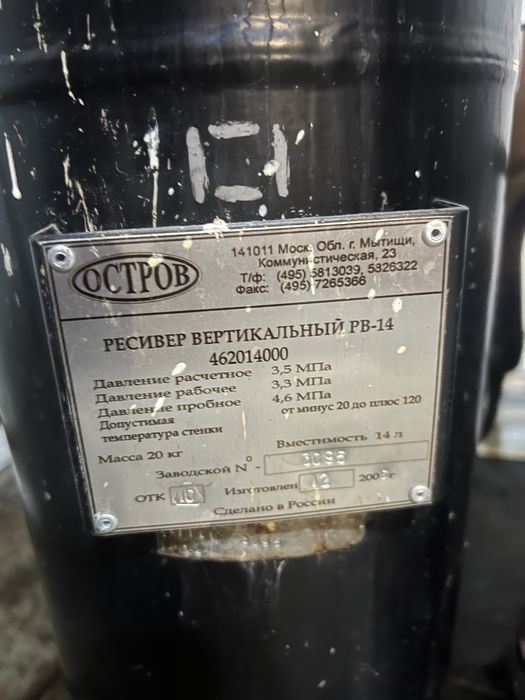 ОСТРОВ
141011 Моск. Обл. г. Мытищи,
Коммунистическая, 23
Т/ф: (495) 5813039, 5326322
Факс: (495) 7265366
РЕСИВЕР ВЕРТИКАЛЬНЫЙ РВ-14
462014000
Давление расчетное 3,5 МПа
Давление рабочее 3,3 МПа
Давление пробное 4,6 МПа
Допустимая температура стенки от минус 20 до плюс 120
Масса 20 кг Вместимость 14 л
Заводской №-
ОТК Изготовлен 12
Сделано в России